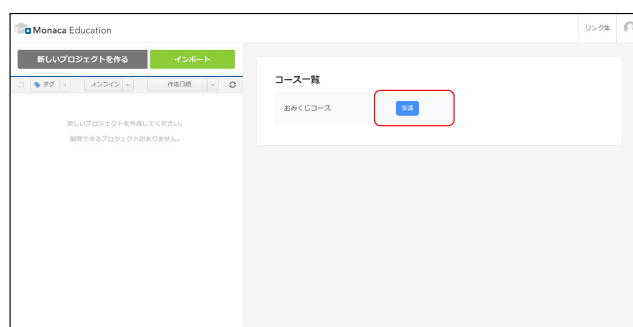 Monaca Education
リンク集
新しいプロジェクトを作る インポート
タグ オンライン 作成日順
コース一覧
おみくじコース 受講
新しいプロジェクトを作成してください。
開発できるプロジェクトがありません。